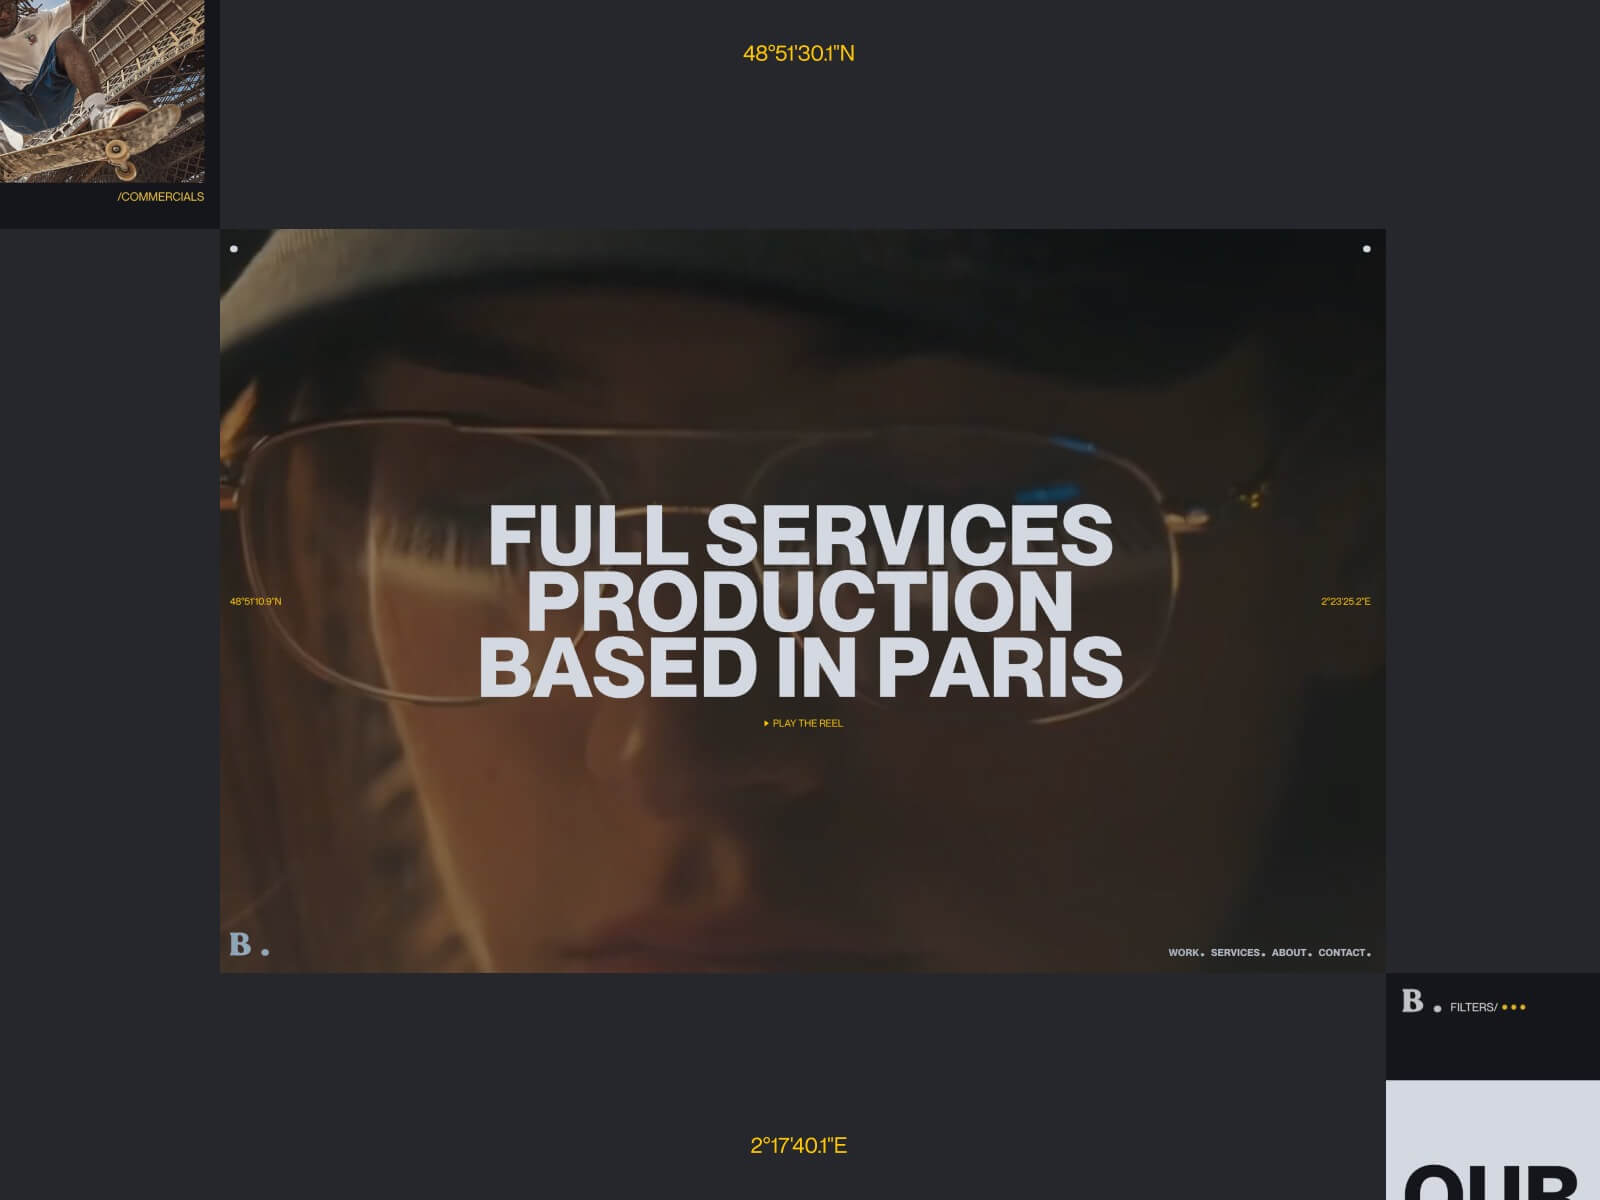 48°51'30.1"N
/COMMERCIALS
FULL SERVICES
PRODUCTION
BASED IN PARIS
48°51'10.9"N
2°23'25.2"E
PLAY THE REEL
B.
WORK. SERVICES. ABOUT. CONTACT.
B. FILTERS/
2°17'40.1"E
OUR